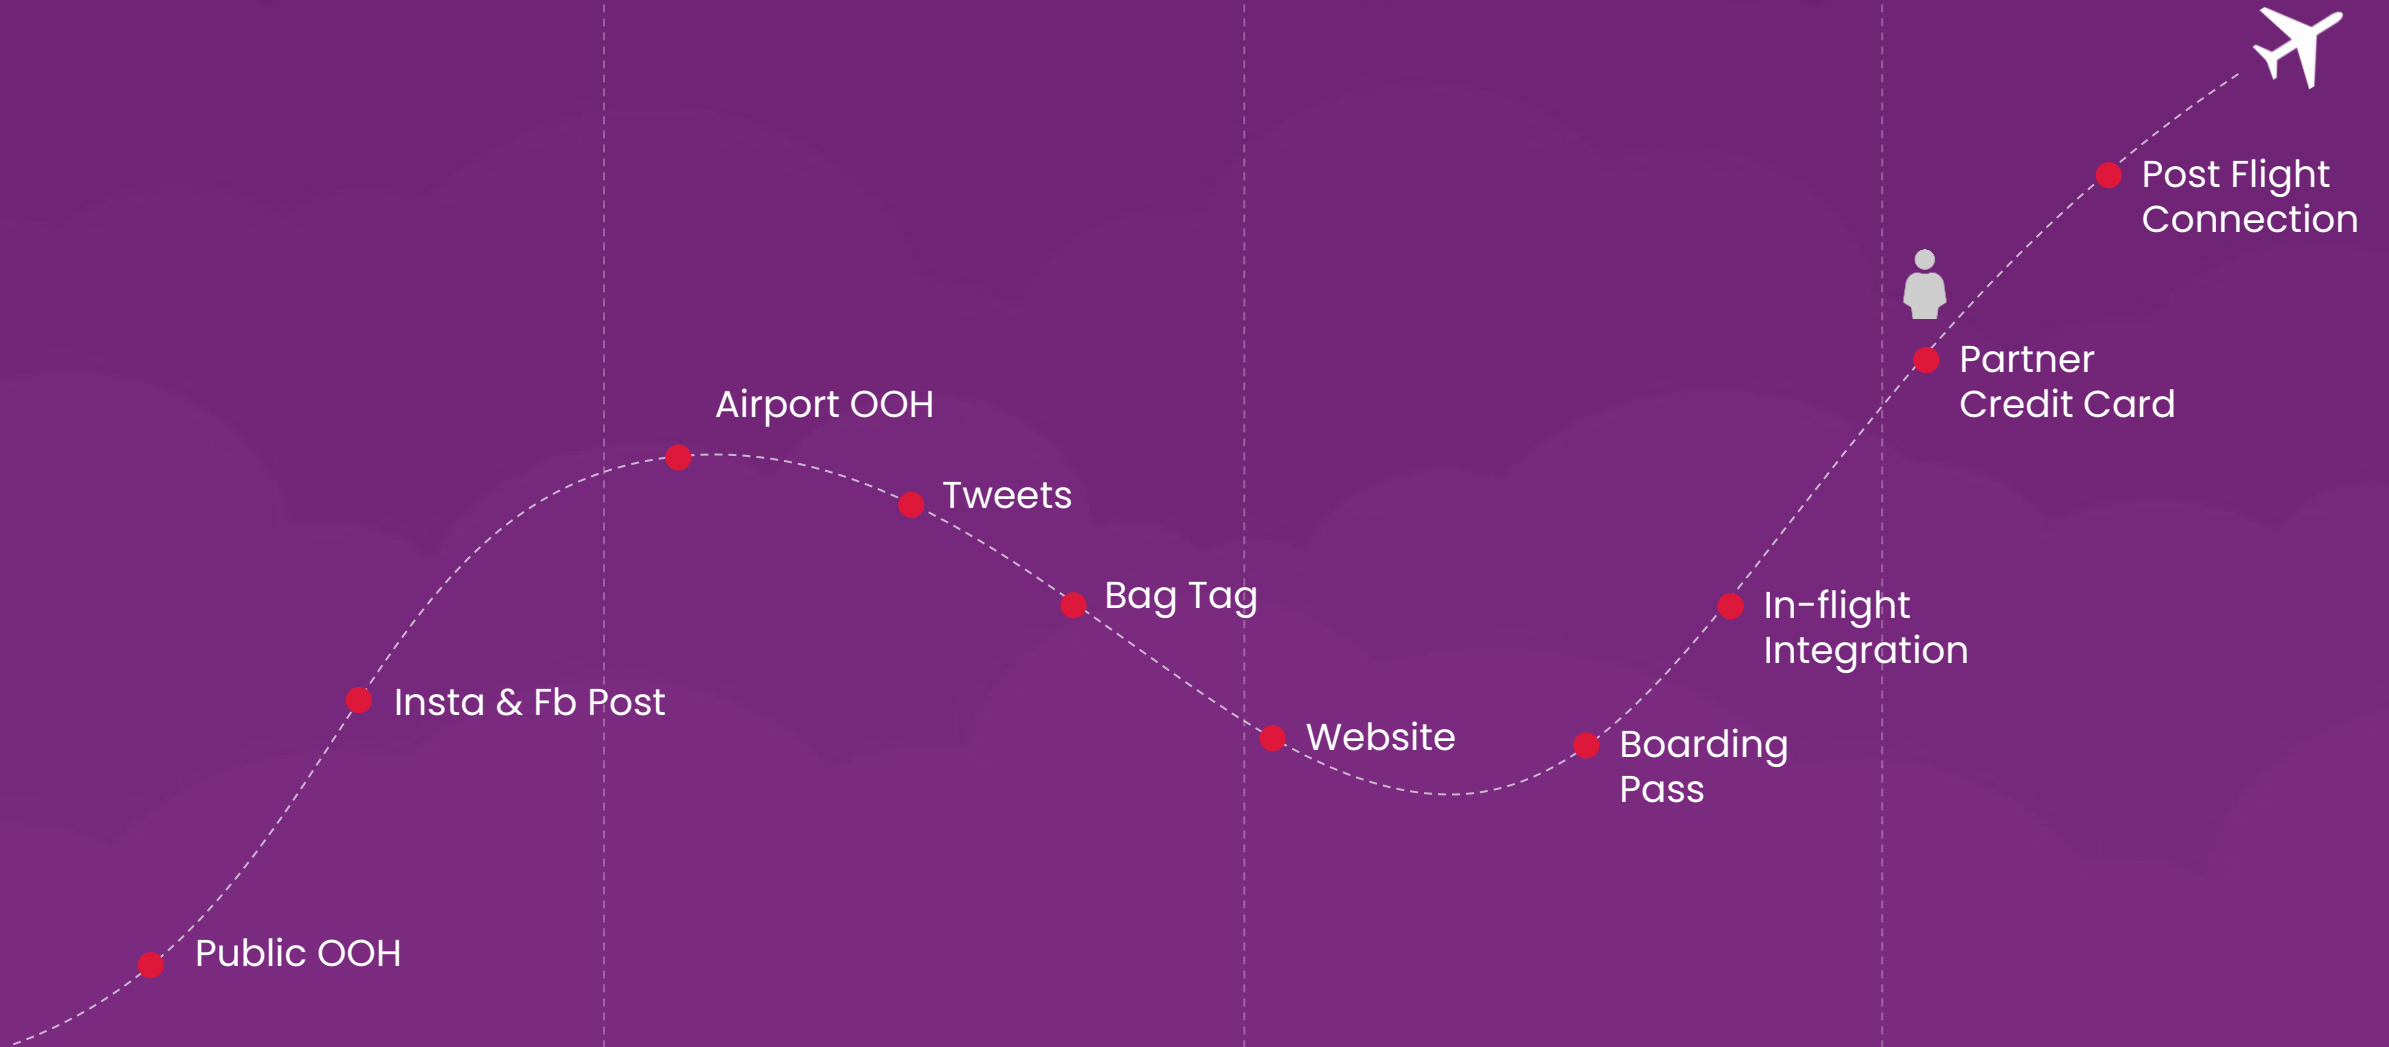 Public OOH
Insta & Fb Post
Airport OOH
Tweets
Bag Tag
Website
Boarding
Pass
In-flight
Integration
Partner
Credit Card
Post Flight
Connection